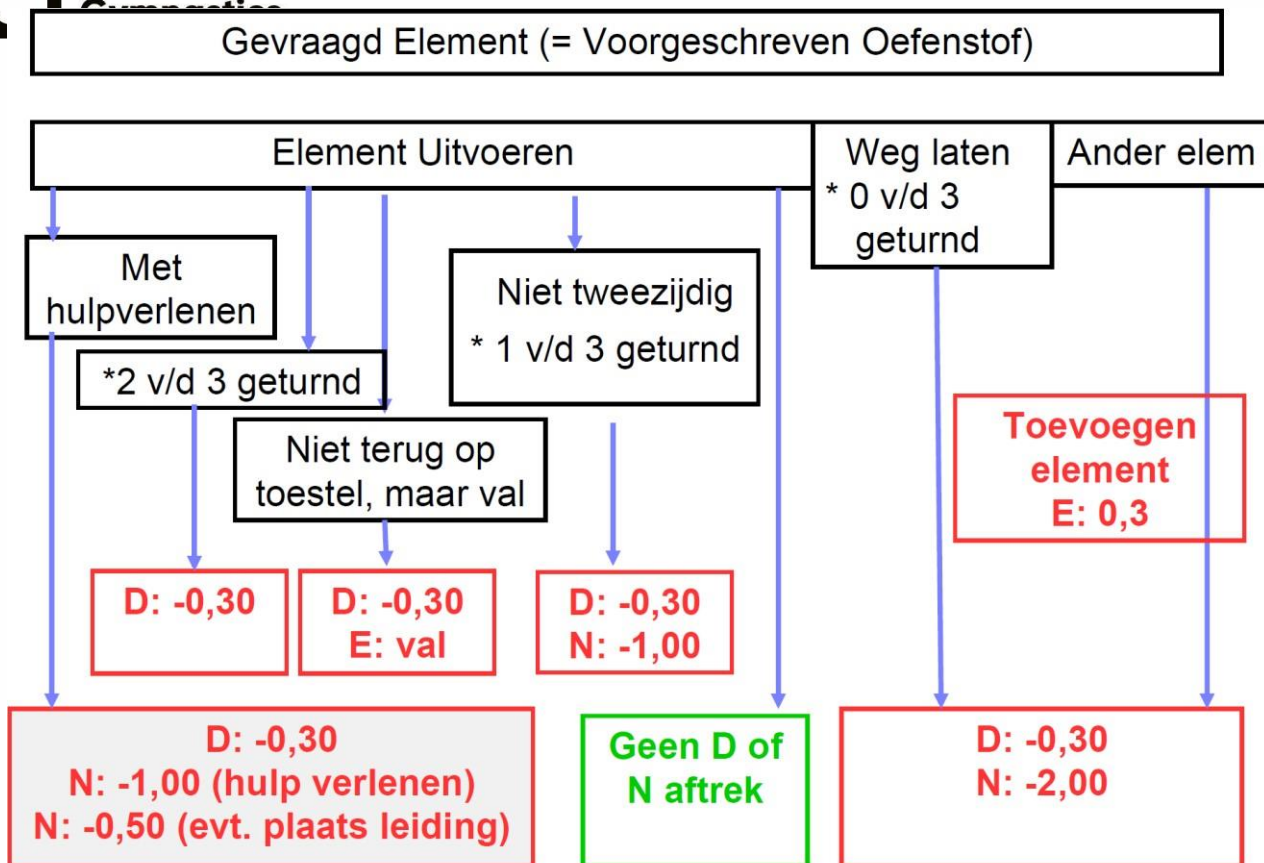 Gevraagd Element (= Voorgeschreven Oefenstof)
Element Uitvoeren
Weg laten
* 0 v/d 3
geturnd
Ander elem
Met
hulpverlenen
Niet tweezijdig
* 1 v/d 3 geturnd
*2 v/d 3 geturnd
Niet terug op
toestel, maar val
Toevoegen
element
E: 0,3
D: -0,30
D: -0,30
E: val
D: -0,30
N: -1,00
D: -0,30
N: -1,00 (hulp verlenen)
N: -0,50 (evt. plaats leiding)
Geen D of
N aftrek
D: -0,30
N: -2,00